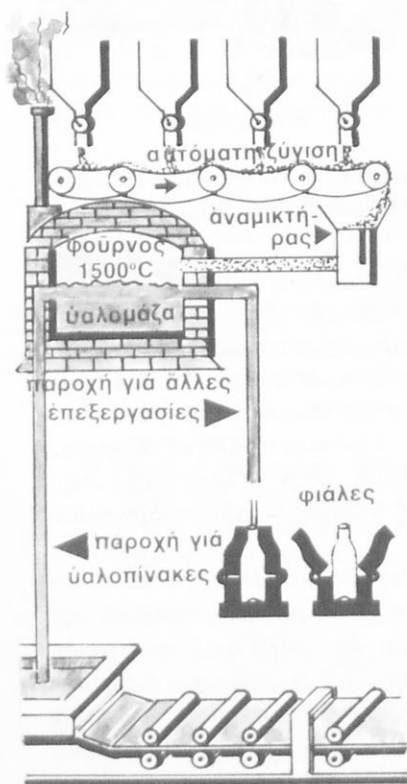 αὐτόματη ζύγιση
ἀναμικτή-
ρας
φοῦρνος
1500°C
ὑαλομάζα
παροχή γιά ἄλλες
ἐπεξεργασίες
φιάλες
παροχή γιά
ὑαλοπίνακες